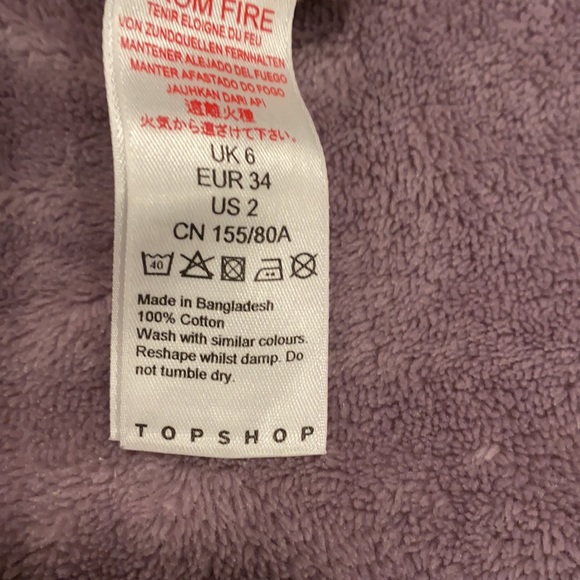 FROM FIRE
TENIR ELOIGNE DU FEU
VON ZUNDQUELLEN FERNHALTEN
MANTENER ALEJADO DEL FUEGO
MANTER AFASTADO DO FOGO
JAUHKAN DARI API
遠離火種
火気から遠ざけて下さい。
UK 6
EUR 34
US 2
CN 155/80A
40
Made in Bangladesh
100% Cotton
Wash with similar colours.
Reshape whilst damp. Do
not tumble dry.
TOPSHOP